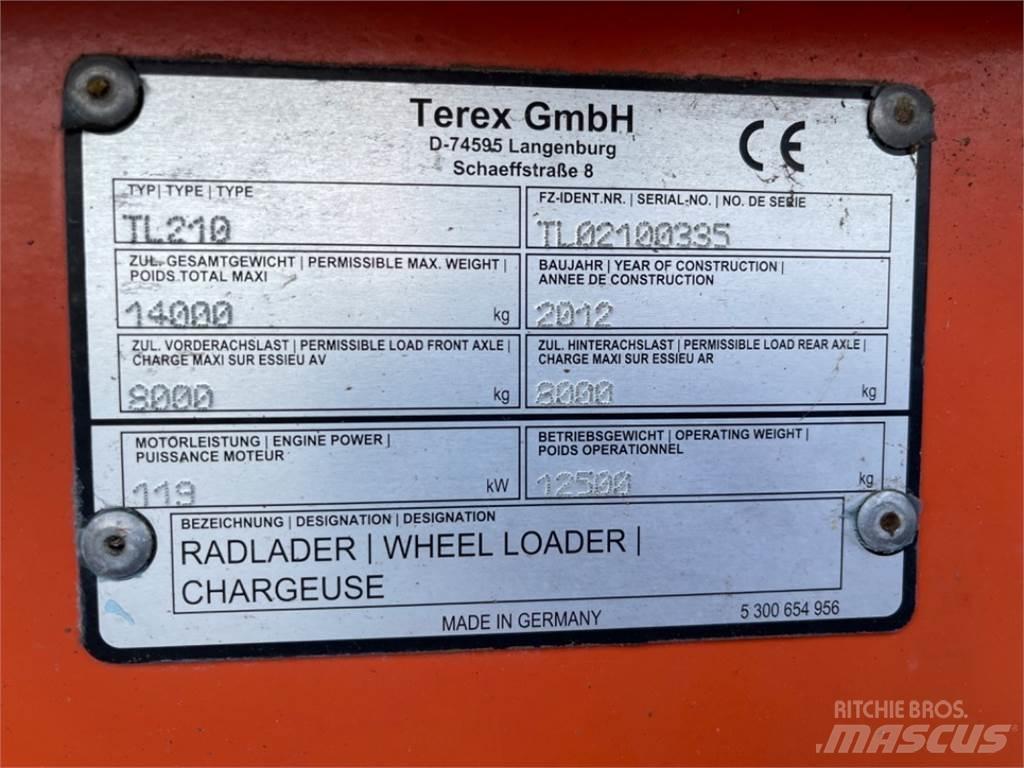 Terex GmbH
D-74595 Langenburg
Schaeffstraße 8
CE
TYP | TYPE | TYPE
TL210
FZ-IDENT.NR. | SERIAL-NO. | NO. DE SERIE
TL02100335
ZUL. GESAMTGEWICHT | PERMISSIBLE MAX. WEIGHT |
POIDS TOTAL MAXI
14000 kg
BAUJAHR | YEAR OF CONSTRUCTION |
ANNEE DE CONSTRUCTION
2012
ZUL. VORDERACHSLAST | PERMISSIBLE LOAD FRONT AXLE |
CHARGE MAXI SUR ESSIEU AV
8000 kg
ZUL. HINTERACHSLAST | PERMISSIBLE LOAD REAR AXLE |
CHARGE MAXI SUR ESSIEU AR
8000 kg
MOTORLEISTUNG | ENGINE POWER |
PUISSANCE MOTEUR
119 kW
BETRIEBSGEWICHT | OPERATING WEIGHT |
POIDS OPERATIONNEL
12500 kg
BEZEICHNUNG | DESIGNATION | DESIGNATION
RADLADER | WHEEL LOADER |
CHARGEUSE
MADE IN GERMANY
5 300 654 956
RITCHIE BROS.
MASCUS